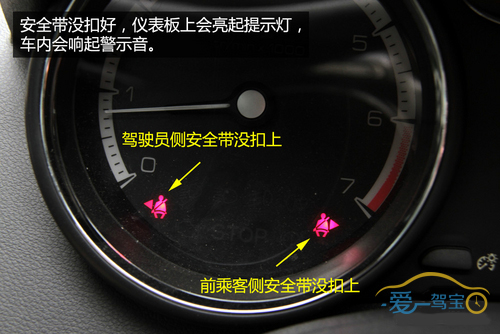 安全带没扣好，仪表板上会亮起提示灯，
车内会响起警示音。
1
6
5
驾驶员侧安全带没扣上
0
7
STOP
前乘客侧安全带没扣上
爱驾宝